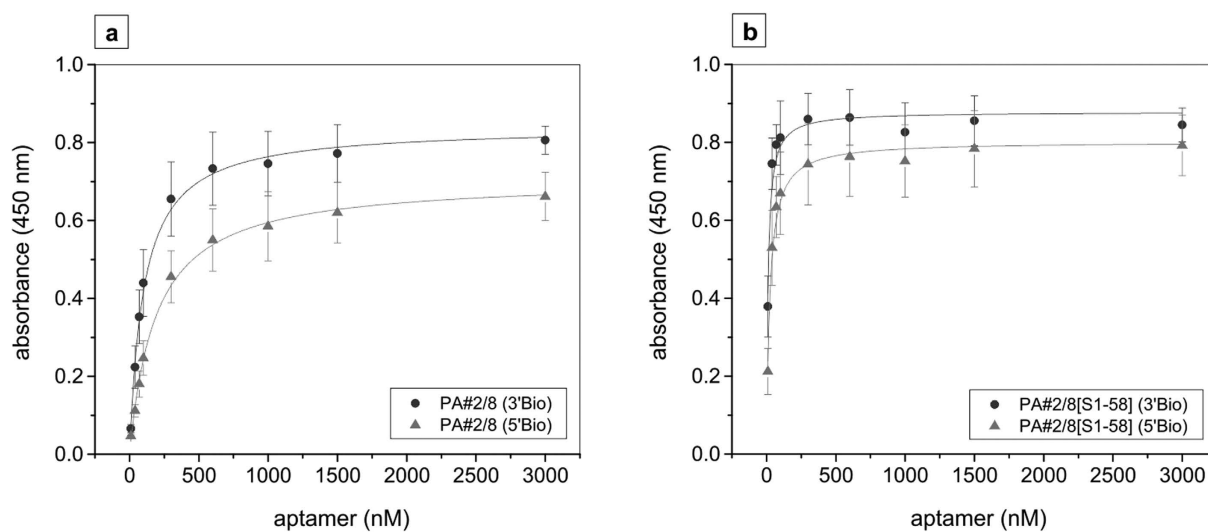 a
1.0
0.8
0.6
0.4
0.2
0.0
absorbance (450 nm)
0 500 1000 1500 2000 2500 3000
aptamer (nM)
PA#2/8 (3'Bio)
PA#2/8 (5'Bio)
b
1.0
0.8
0.6
0.4
0.2
0.0
absorbance (450 nm)
0 500 1000 1500 2000 2500 3000
aptamer (nM)
PA#2/8[S1-58] (3'Bio)
PA#2/8[S1-58] (5'Bio)